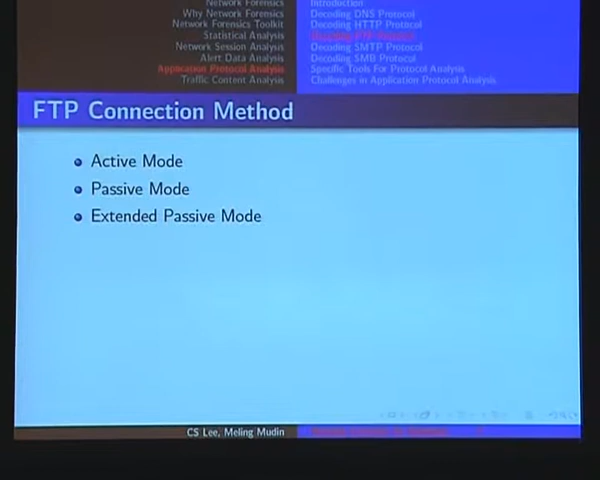 Network Forensics
Why Network Forensics
Network Forensics Toolkit
Statistical Analysis
Network Session Analysis
Alert Data Analysis
Application Protocol Analysis
Traffic Content Analysis
Introduction
Decoding DNS Protocol
Decoding HTTP Protocol
Decoding FTP Protocol
Decoding SMTP Protocol
Decoding SMB Protocol
Specific Tools For Protocol Analysis
Challenges in Application Protocol Analysis
FTP Connection Method
Active Mode
Passive Mode
Extended Passive Mode
CS Lee, Meling Mudin